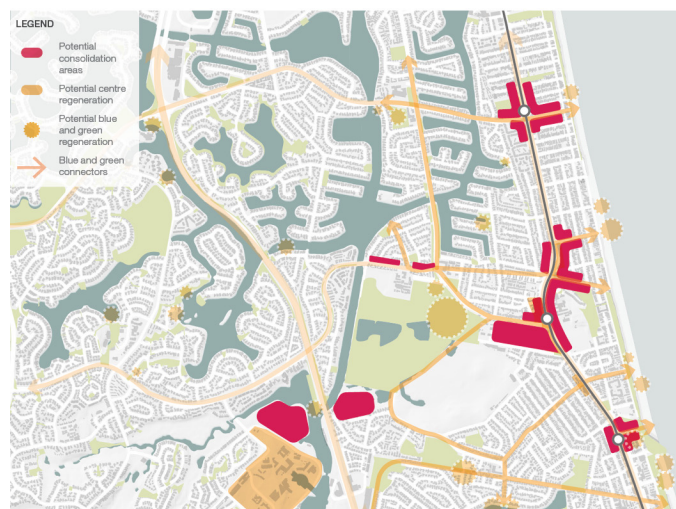 LEGEND
Potential
consolidation
areas
Potential centre
regeneration
Potential blue
and green
regeneration
Blue and green
connectors